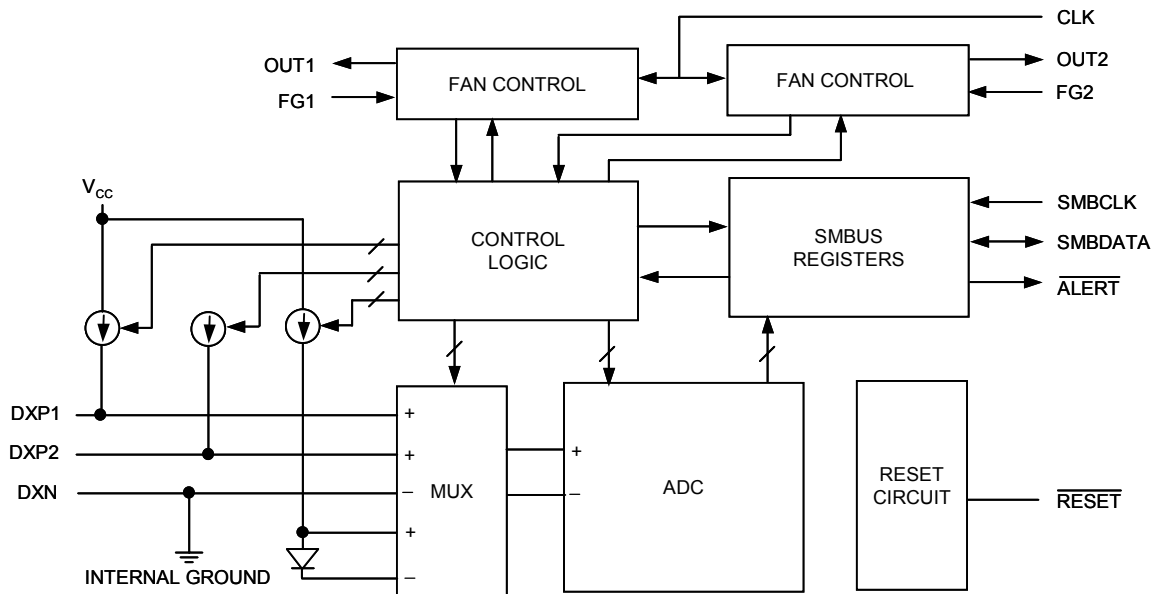 CLK
OUT1
FG1
FAN CONTROL
FAN CONTROL
OUT2
FG2
VCC
CONTROL
LOGIC
SMBUS
REGISTERS
SMBCLK
SMBDATA
ALERT
DXP1
DXP2
DXN
+
+
−
+
−
MUX
+
−
ADC
RESET
CIRCUIT
RESET
INTERNAL GROUND